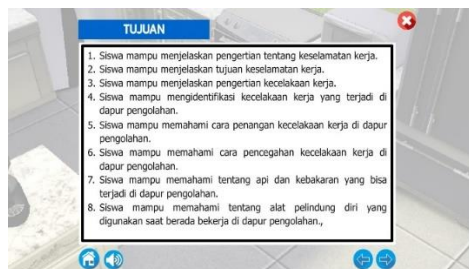 TUJUAN
1. Siswa mampu menjelaskan pengertian tentang keselamatan kerja.
2. Siswa mampu menjelaskan tujuan keselamatan kerja.
3. Siswa mampu menjelaskan pengertian kecelakaan kerja.
4. Siswa mampu mengidentifikasi kecelakaan kerja yang terjadi di
dapur pengolahan.
5. Siswa mampu memahami cara penangan kecelakaan kerja di dapur
pengolahan.
6. Siswa mampu memahami cara pencegahan kecelakaan kerja di
dapur pengolahan.
7. Siswa mampu memahami tentang api dan kebakaran yang bisa
terjadi di dapur pengolahan.
8. Siswa mampu memahami tentang alat pelindung diri yang
digunakan saat berada bekerja di dapur pengolahan.,